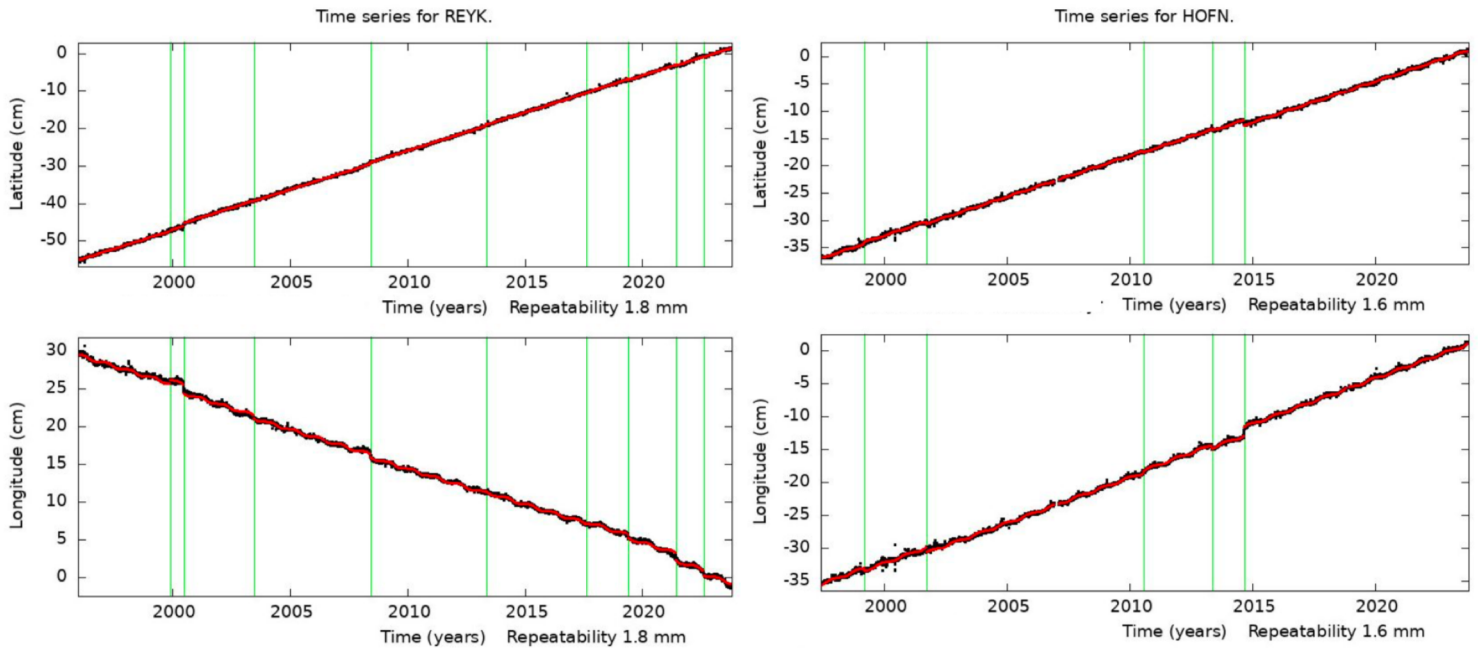 Time series for REYK.
Latitude (cm)
0
-10
-20
-30
-40
-50
2000 2005 2010 2015 2020
Time (years) Repeatability 1.8 mm
Time series for HOFN.
Latitude (cm)
0
-5
-10
-15
-20
-25
-30
-35
2000 2005 2010 2015 2020
Time (years) Repeatability 1.6 mm
Longitude (cm)
30
25
20
15
10
5
0
2000 2005 2010 2015 2020
Time (years) Repeatability 1.8 mm
Longitude (cm)
0
-5
-10
-15
-20
-25
-30
-35
2000 2005 2010 2015 2020
Time (years) Repeatability 1.6 mm